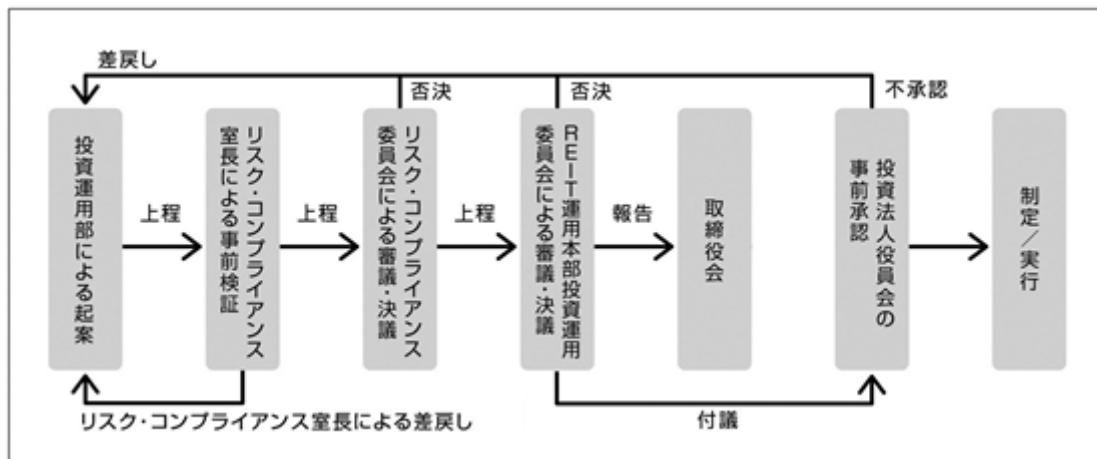 差戻し
否決
否決
不承認
投資運用部による起案
上程
リスク・コンプライアンス
室長による事前検証
上程
リスク・コンプライアンス
委員会による審議・決議
上程
REIT運用本部投資運用
委員会による審議・決議
報告
取締役会
投資法人役員会の
事前承認
制定／実行
リスク・コンプライアンス室長による差戻し
付議